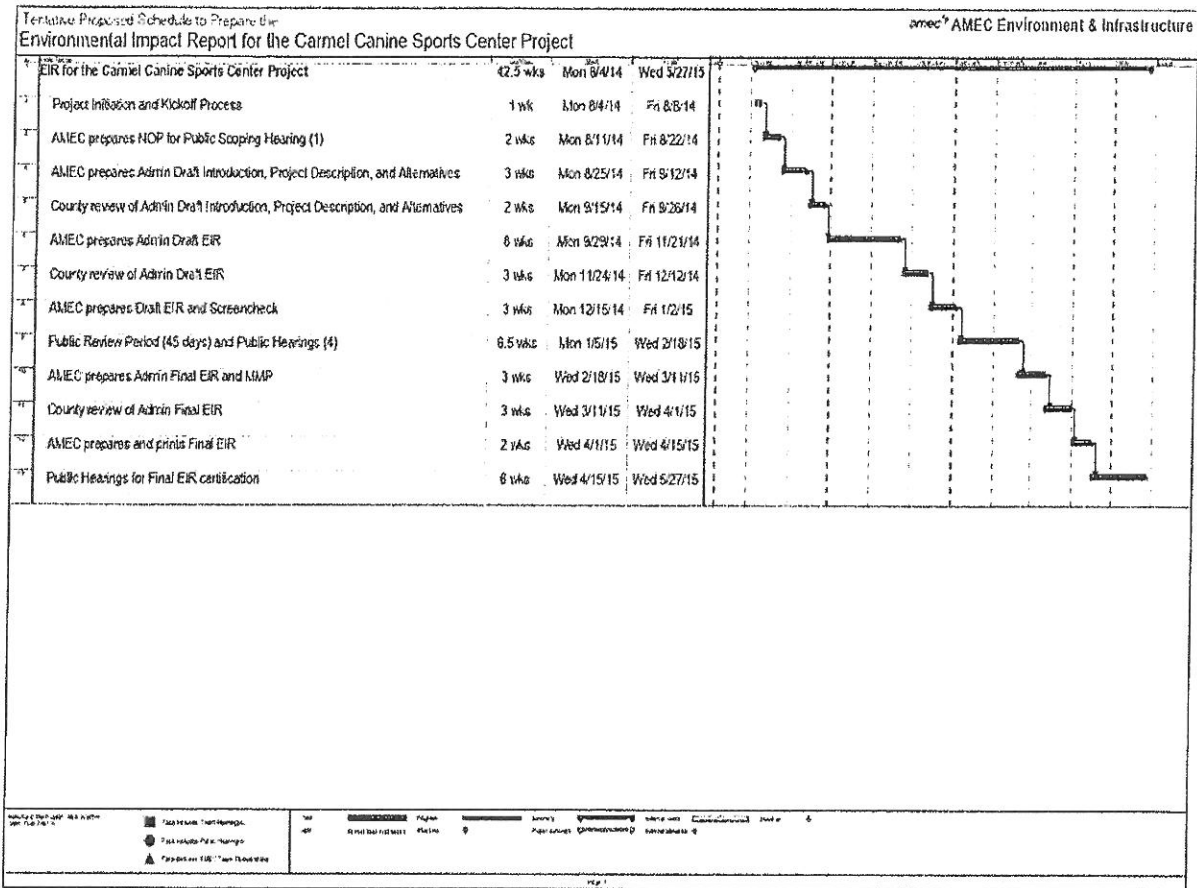 Tentative Proposed Schedule to Prepare the
Environmental Impact Report for the Carmel Canine Sports Center Project
amec AMEC Environment & Infrastructure
EIR for the Carmel Canine Sports Center Project 42.5 wks Mon 8/4/14 Wed 5/27/15
Project Initiation and Kickoff Process 1 wk Mon 8/4/14 Fri 8/8/14
AMEC prepares NOP for Public Scoping Hearing (1) 2 wks Mon 8/11/14 Fri 8/22/14
AMEC prepares Admin Draft Introduction, Project Description, and Alternatives 3 wks Mon 8/25/14 Fri 9/12/14
County review of Admin Draft Introduction, Project Description, and Alternatives 2 wks Mon 9/15/14 Fri 9/26/14
AMEC prepares Admin Draft EIR 8 wks Mon 9/29/14 Fri 11/21/14
County review of Admin Draft EIR 3 wks Mon 11/24/14 Fri 12/12/14
AMEC prepares Draft EIR and Screencheck 3 wks Mon 12/15/14 Fri 1/2/15
Public Review Period (45 days) and Public Hearings (4) 6.5 wks Mon 1/5/15 Wed 2/18/15
AMEC prepares Admin Final EIR and MMP 3 wks Wed 2/18/15 Wed 3/11/15
County review of Admin Final EIR 3 wks Wed 3/11/15 Wed 4/1/15
AMEC prepares and prints Final EIR 2 wks Wed 4/1/15 Wed 4/15/15
Public Hearings for Final EIR certification 6 wks Wed 4/15/15 Wed 5/27/15
Page 1